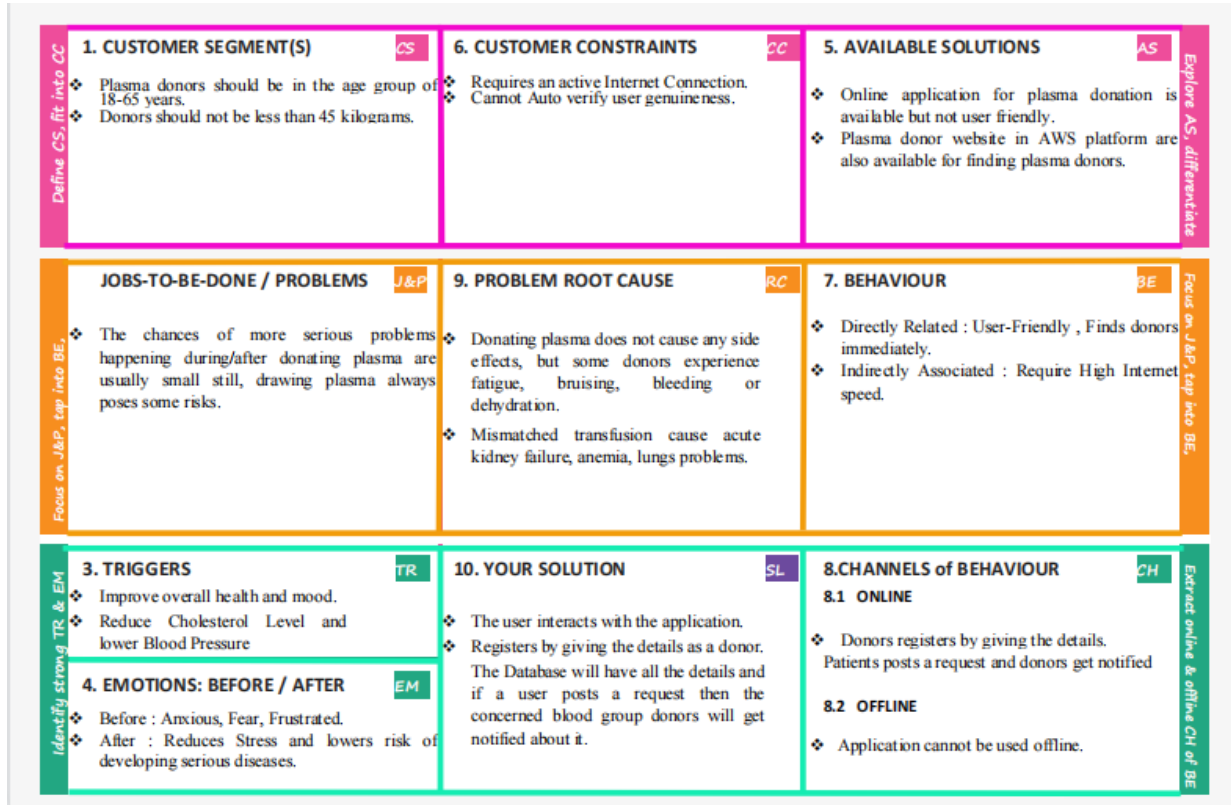 Define CS, fit into CC
1. CUSTOMER SEGMENT(S)
CS
❖ Plasma donors should be in the age group of
18-65 years.
❖ Donors should not be less than 45 kilograms.
6. CUSTOMER CONSTRAINTS
CC
❖ Requires an active Internet Connection.
❖ Cannot Auto verify user genuineness.
5. AVAILABLE SOLUTIONS
AS
❖ Online application for plasma donation is
available but not user friendly.
❖ Plasma donor website in AWS platform are
also available for finding plasma donors.
Explore AS, differentiate
Focus on J&P, tap into BE,
JOBS-TO-BE-DONE / PROBLEMS
J&P
❖ The chances of more serious problems
happening during/after donating plasma are
usually small still, drawing plasma always
poses some risks.
9. PROBLEM ROOT CAUSE
RC
❖ Donating plasma does not cause any side
effects, but some donors experience
fatigue, bruising, bleeding or
dehydration.
❖ Mismatched transfusion cause acute
kidney failure, anemia, lungs problems.
7. BEHAVIOUR
BE
❖ Directly Related : User-Friendly , Finds donors
immediately.
❖ Indirectly Associated : Require High Internet
speed.
Focus on J&P, tap into BE,
Identify strong TR & EM
3. TRIGGERS
TR
❖ Improve overall health and mood.
❖ Reduce Cholesterol Level and
lower Blood Pressure
4. EMOTIONS: BEFORE / AFTER
EM
❖ Before : Anxious, Fear, Frustrated.
❖ After : Reduces Stress and lowers risk of
developing serious diseases.
10. YOUR SOLUTION
SL
❖ The user interacts with the application.
❖ Registers by giving the details as a donor.
The Database will have all the details and
if a user posts a request then the
concerned blood group donors will get
notified about it.
8.CHANNELS of BEHAVIOUR
CH
8.1 ONLINE
❖ Donors registers by giving the details.
Patients posts a request and donors get notified
8.2 OFFLINE
❖ Application cannot be used offline.
Extract online & offline CH of BE